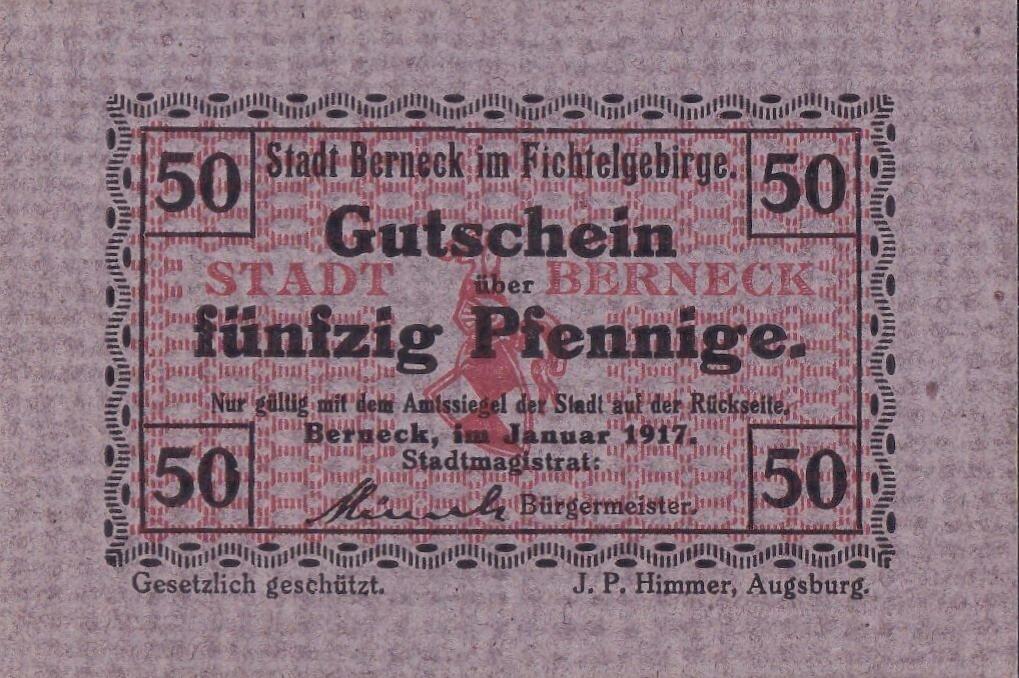 50 Stadt Berneck im Fichtelgebirge. 50
Gutschein
STADT über BERNECK
fünfzig Pfennige.
Nur gültig mit dem Amtssiegel der Stadt auf der Rückseite.
Berneck, im Januar 1917.
Stadtmagistrat:
50 Bürgermeister. 50
Gesetzlich geschützt. J. P. Himmer, Augsburg.